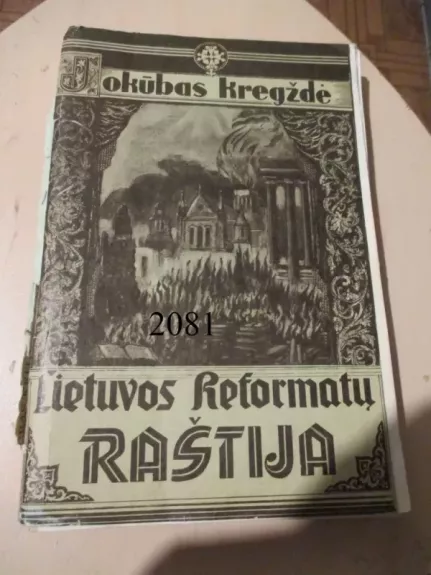 Jokūbas Kregždė
2081
Lietuvos Reformatų
RAŠTIJA